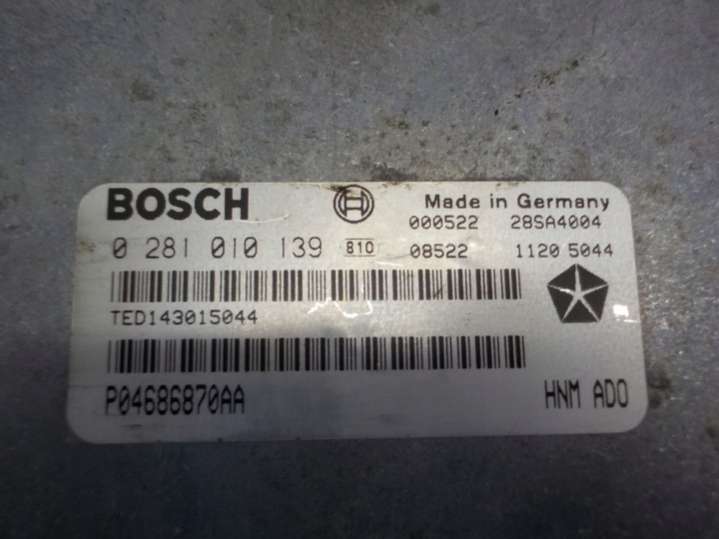 BOSCH Made in Germany
000522 28SA4004
0 281 010 139 810 08522 1120 5044
TED143015044
P04686870AA HNM ADO